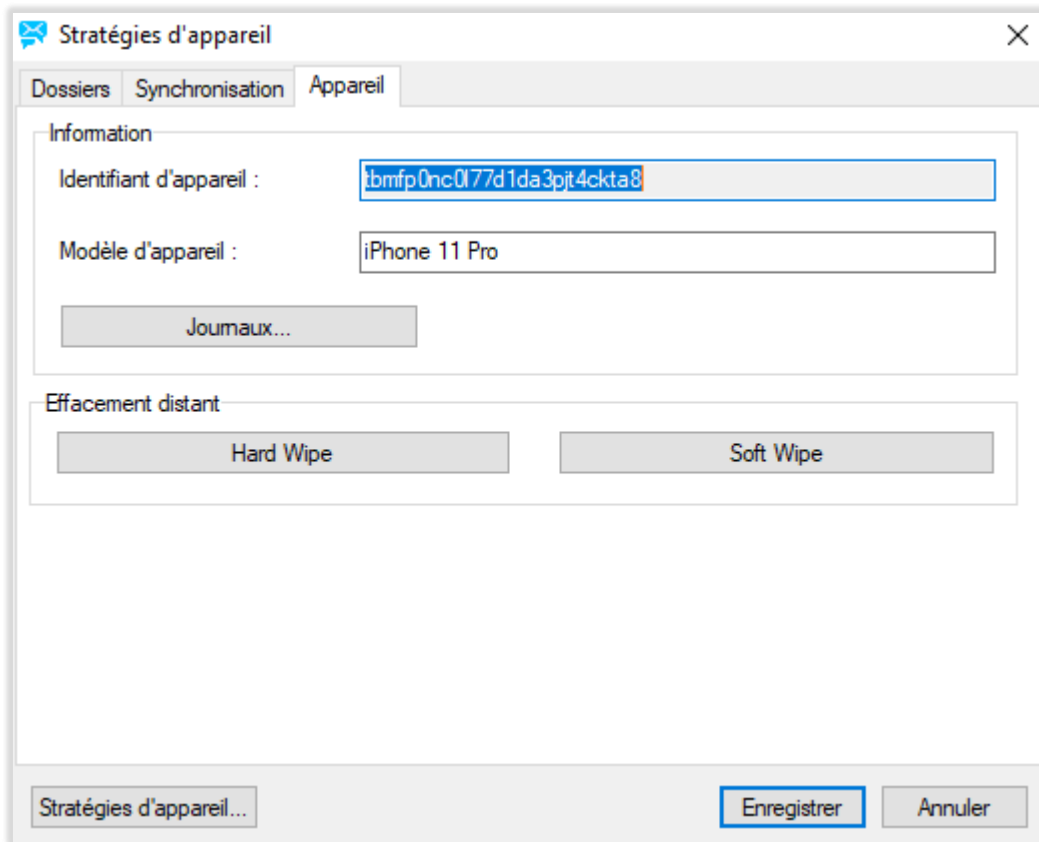 Stratégies d'appareil
Dossiers Synchronisation Appareil
Information
Identifiant d'appareil : tbmfp0nc0l77d1da3pjt4ckta8
Modèle d'appareil : iPhone 11 Pro
Journaux...
Effacement distant
Hard Wipe Soft Wipe
Stratégies d'appareil... Enregistrer Annuler